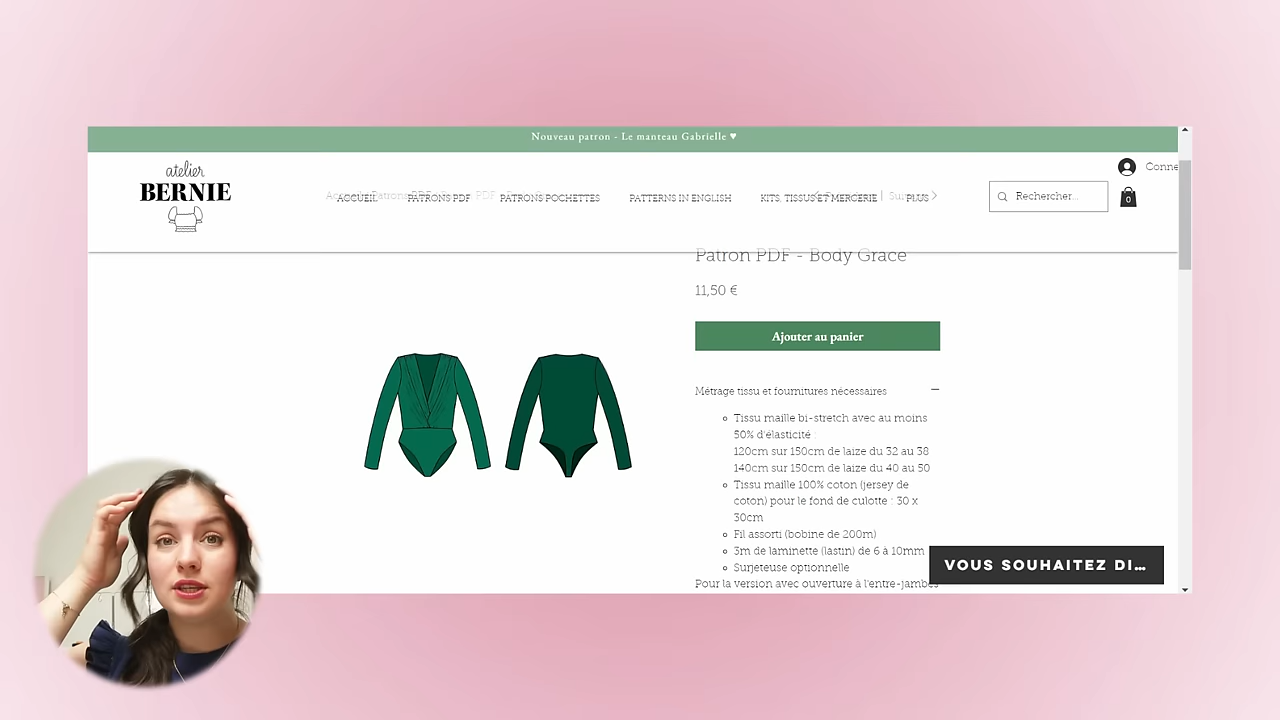 Nouveau patron - Le manteau Gabrielle ♥
atelier
BERNIE
Conne
ACCUEIL
PATRONS PDF
PATRONS POCHETTES
PATTERNS IN ENGLISH
KITS, TISSUS ET MERCERIE
PLUS
Rechercher...
0
Patron PDF - Body Grace
11,50 €
Ajouter au panier
Métrage tissu et fournitures nécessaires
Tissu maille bi-stretch avec au moins
50% d'élasticité :
120cm sur 150cm de laize du 32 au 38
140cm sur 150cm de laize du 40 au 50
Tissu maille 100% coton (jersey de
coton) pour le fond de culotte : 30 x
30cm
Fil assorti (bobine de 200m)
3m de laminette (lastin) de 6 à 10mm
Surjeteuse optionnelle
Pour la version avec ouverture à l'entre-jambes
VOUS SOUHAITEZ DI...